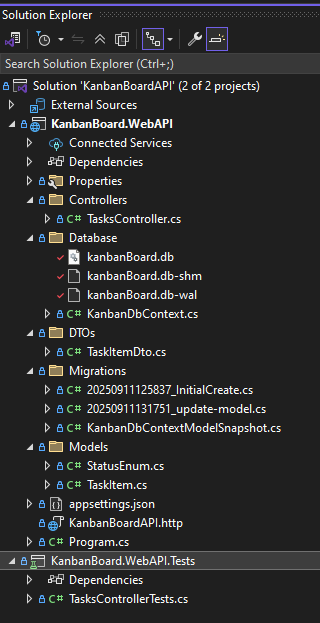 Solution Explorer
Search Solution Explorer (Ctrl+;)
Solution 'KanbanBoardAPI' (2 of 2 projects)
External Sources
KanbanBoard.WebAPI
Connected Services
Dependencies
Properties
Controllers
C# TasksController.cs
Database
kanbanBoard.db
kanbanBoard.db-shm
kanbanBoard.db-wal
C# KanbanDbContext.cs
DTOs
C# TaskItemDto.cs
Migrations
C# 20250911125837_InitialCreate.cs
C# 20250911131751_update-model.cs
C# KanbanDbContextModelSnapshot.cs
Models
C# StatusEnum.cs
C# TaskItem.cs
appsettings.json
KanbanBoardAPI.http
C# Program.cs
KanbanBoard.WebAPI.Tests
Dependencies
C# TasksControllerTests.cs